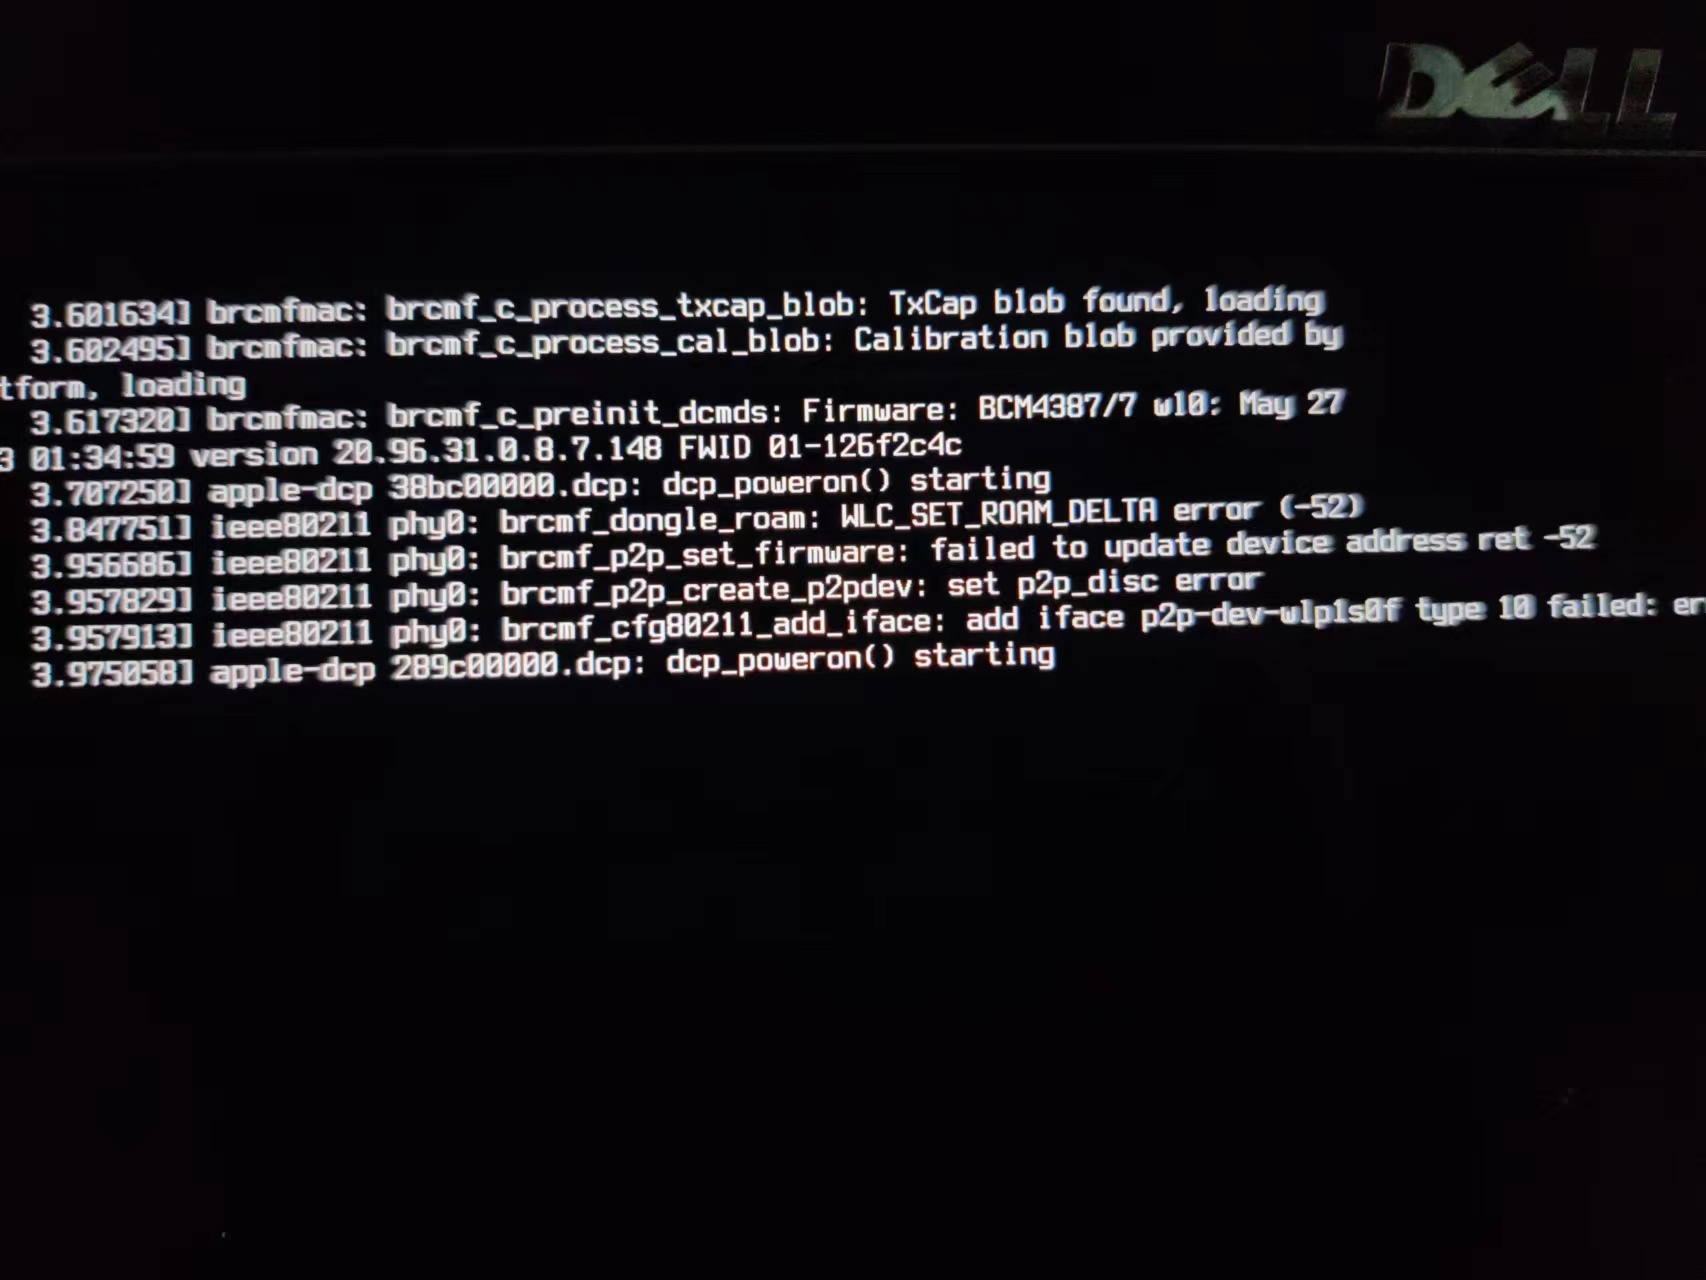 DELL
3.601634] brcmfmac: brcmf_c_process_txcap_blob: TxCap blob found, loading
3.602495] brcmfmac: brcmf_c_process_cal_blob: Calibration blob provided by
tform, loading
3.617320] brcmfmac: brcmf_c_preinit_dcmds: Firmware: BCM4387/7 wl0: May 27
3 01:34:59 version 20.96.31.0.8.7.148 FWID 01-126f2c4c
3.707250] apple-dcp 38bc00000.dcp: dcp_poweron() starting
3.847751] ieee80211 phy0: brcmf_dongle_roam: WLC_SET_ROAM_DELTA error (-52)
3.956686] ieee80211 phy0: brcmf_p2p_set_firmware: failed to update device address ret -52
3.957829] ieee80211 phy0: brcmf_p2p_create_p2pdev: set p2p_disc error
3.957913] ieee80211 phy0: brcmf_cfg80211_add_iface: add iface p2p-dev-wlp1s0f type 10 failed: er
3.975058] apple-dcp 289c00000.dcp: dcp_poweron() starting